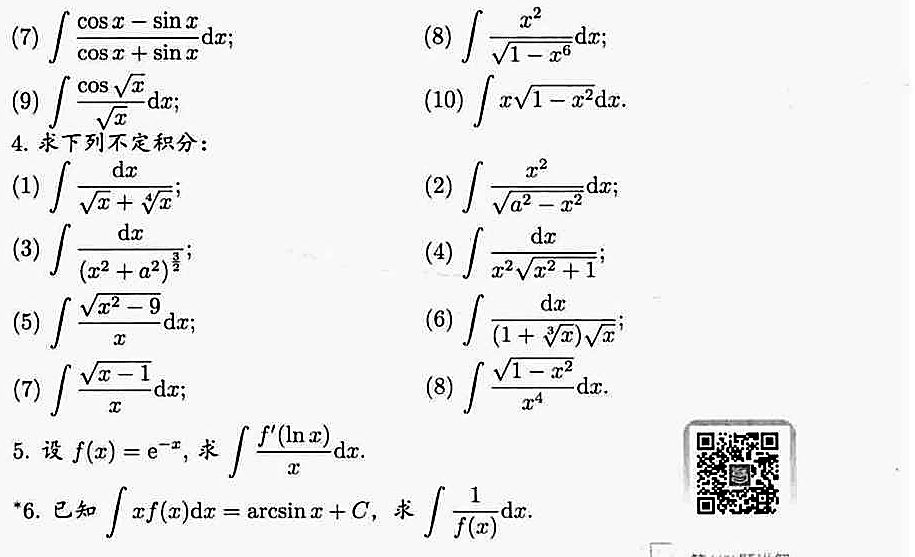 (7) ∫ (cos x − sin x)/(cos x + sin x) dx; (8) ∫ x²/√(1 − x⁶) dx;
(9) ∫ (cos √x)/√x dx; (10) ∫ x√(1 − x²)dx.
4. 求下列不定积分:
(1) ∫ dx/(√x + ∜x); (2) ∫ x²/√(a² − x²) dx;
(3) ∫ dx/(x² + a²)^(3/2); (4) ∫ dx/(x²√(x² + 1));
(5) ∫ √(x² − 9)/x dx; (6) ∫ dx/((1 + ∛x)√x);
(7) ∫ √(x − 1)/x dx; (8) ∫ √(1 − x²)/x⁴ dx.
5. 设 f(x) = e⁻ˣ, 求 ∫ f′(ln x)/x dx.
*6. 已知 ∫ xf(x)dx = arcsin x + C, 求 ∫ 1/f(x) dx.